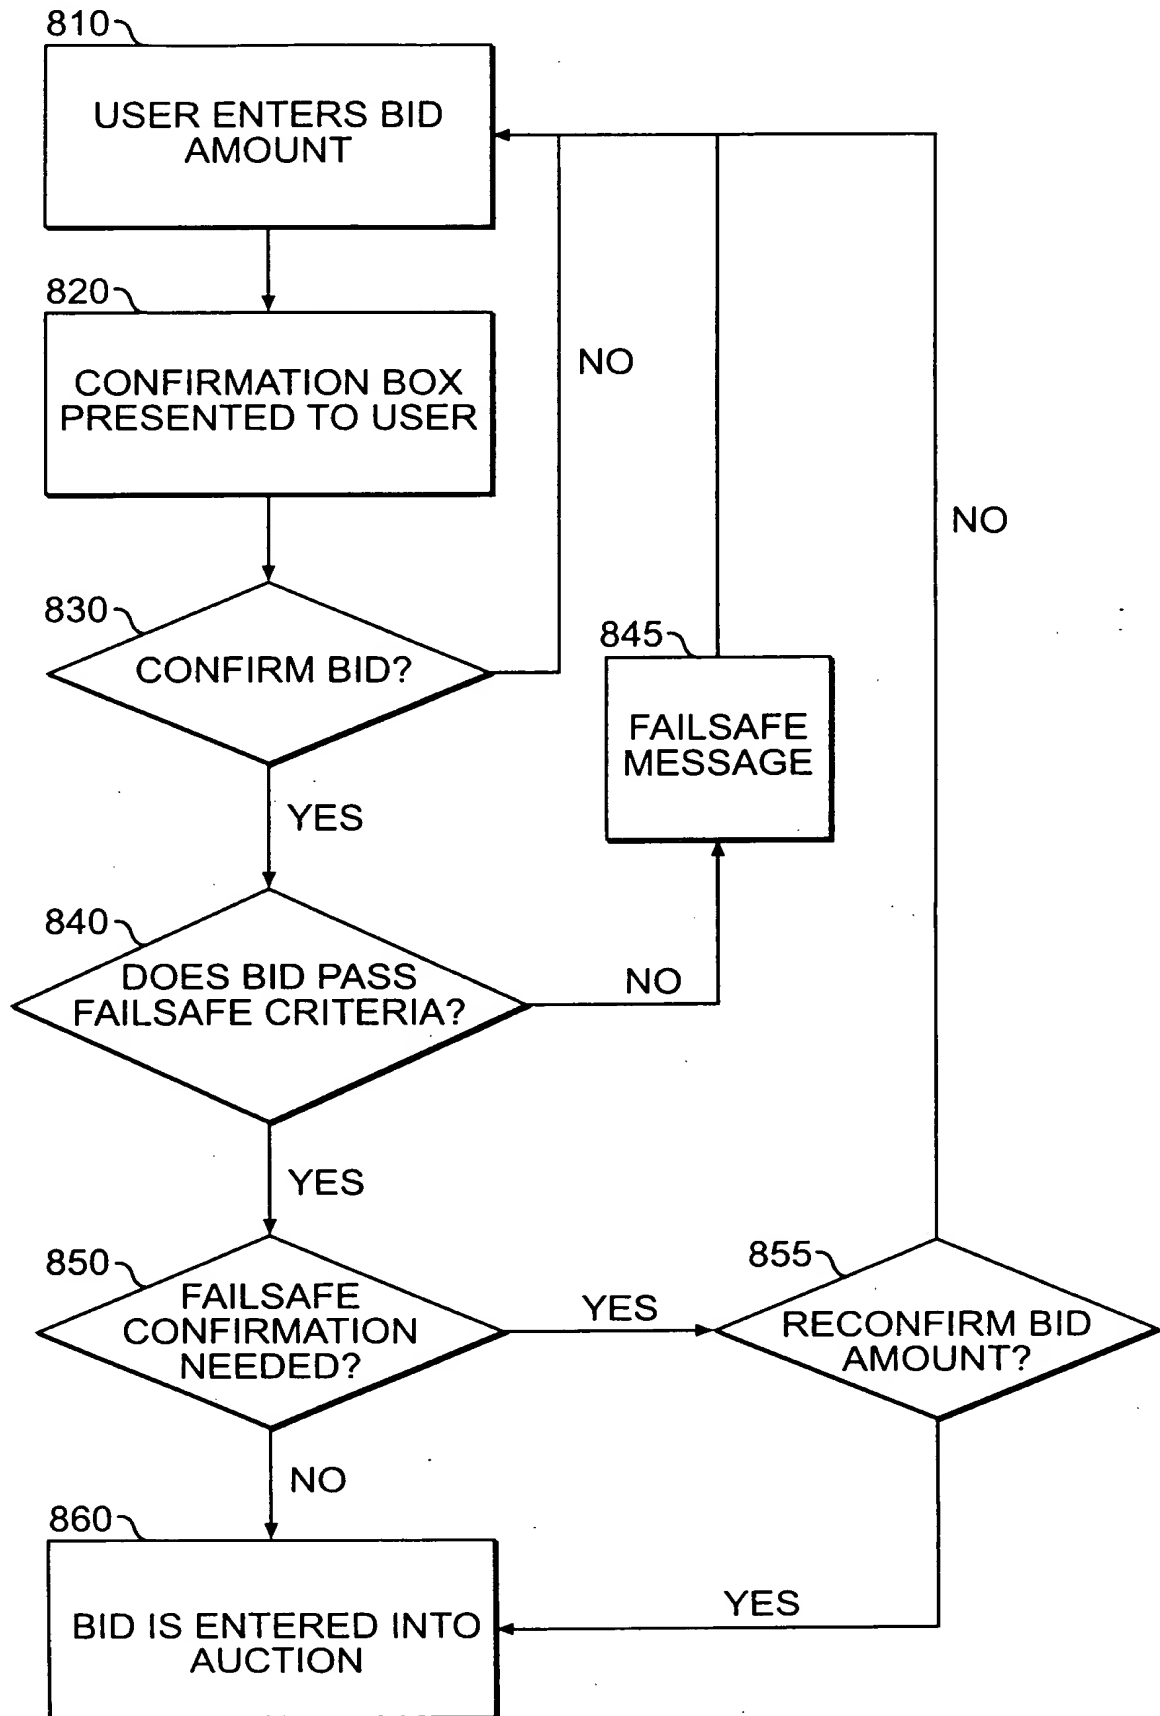 810
USER ENTERS BID
AMOUNT
820
CONFIRMATION BOX
PRESENTED TO USER
NO
NO
830
CONFIRM BID?
845
FAILSAFE
MESSAGE
YES
840
DOES BID PASS
FAILSAFE CRITERIA?
NO
YES
850
FAILSAFE
CONFIRMATION
NEEDED?
YES
855
RECONFIRM BID
AMOUNT?
NO
860
BID IS ENTERED INTO
AUCTION
YES